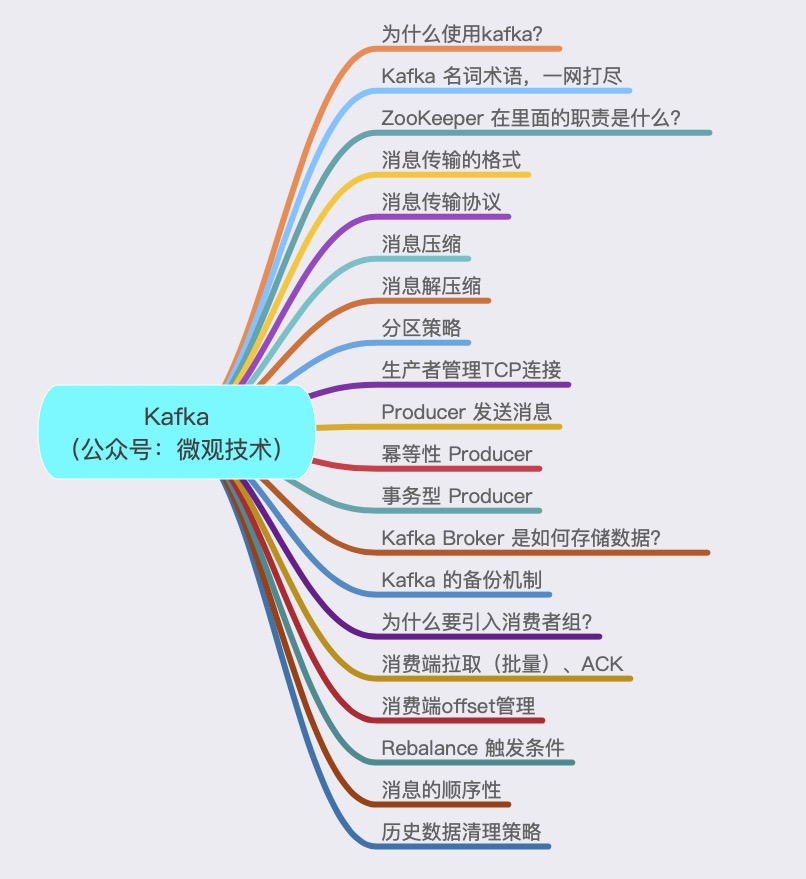 为什么使用kafka？
Kafka 名词术语，一网打尽
ZooKeeper 在里面的职责是什么？
消息传输的格式
消息传输协议
消息压缩
消息解压缩
分区策略
生产者管理TCP连接
Kafka
（公众号：微观技术）
Producer 发送消息
幂等性 Producer
事务型 Producer
Kafka Broker 是如何存储数据？
Kafka 的备份机制
为什么要引入消费者组？
消费端拉取（批量）、ACK
消费端offset管理
Rebalance 触发条件
消息的顺序性
历史数据清理策略